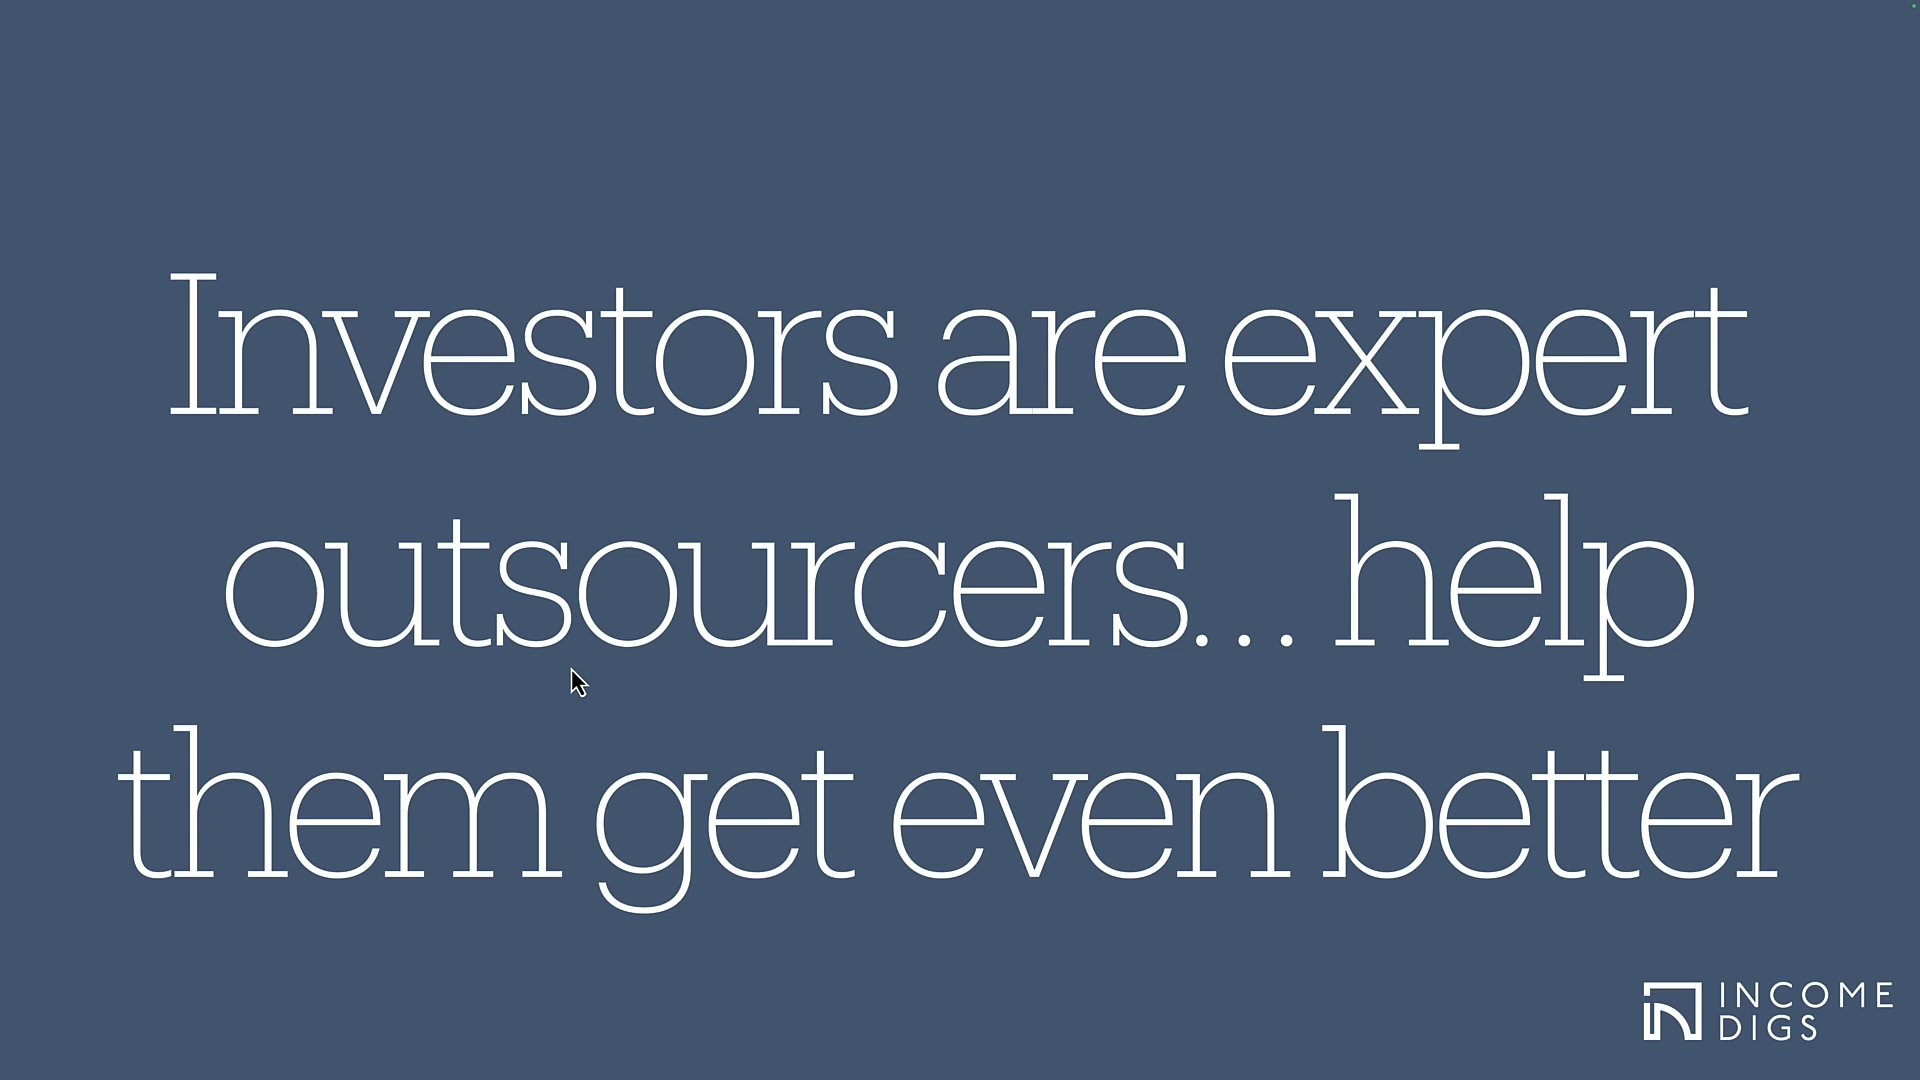 Investors are expert
outsourcers... help
them get even better
INCOME
DIGS